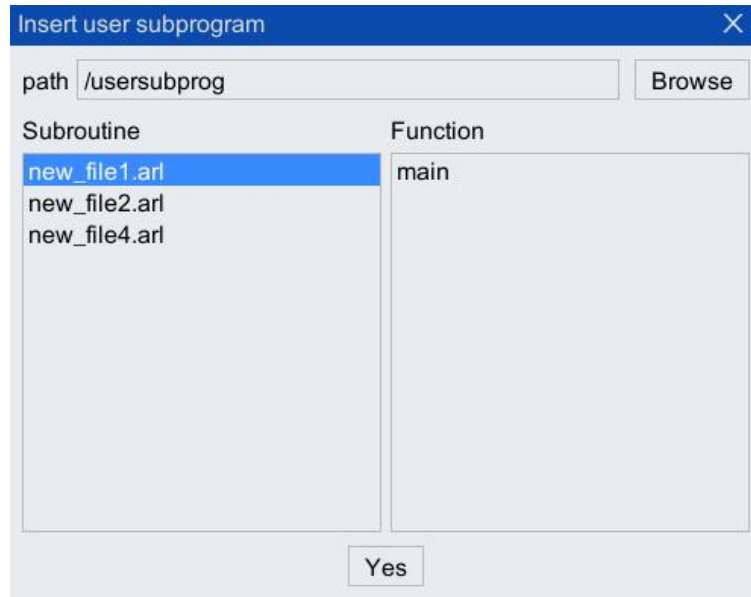 Insert user subprogram
path /usersubprog Browse
Subroutine Function
new_file1.arl main
new_file2.arl
new_file4.arl
Yes